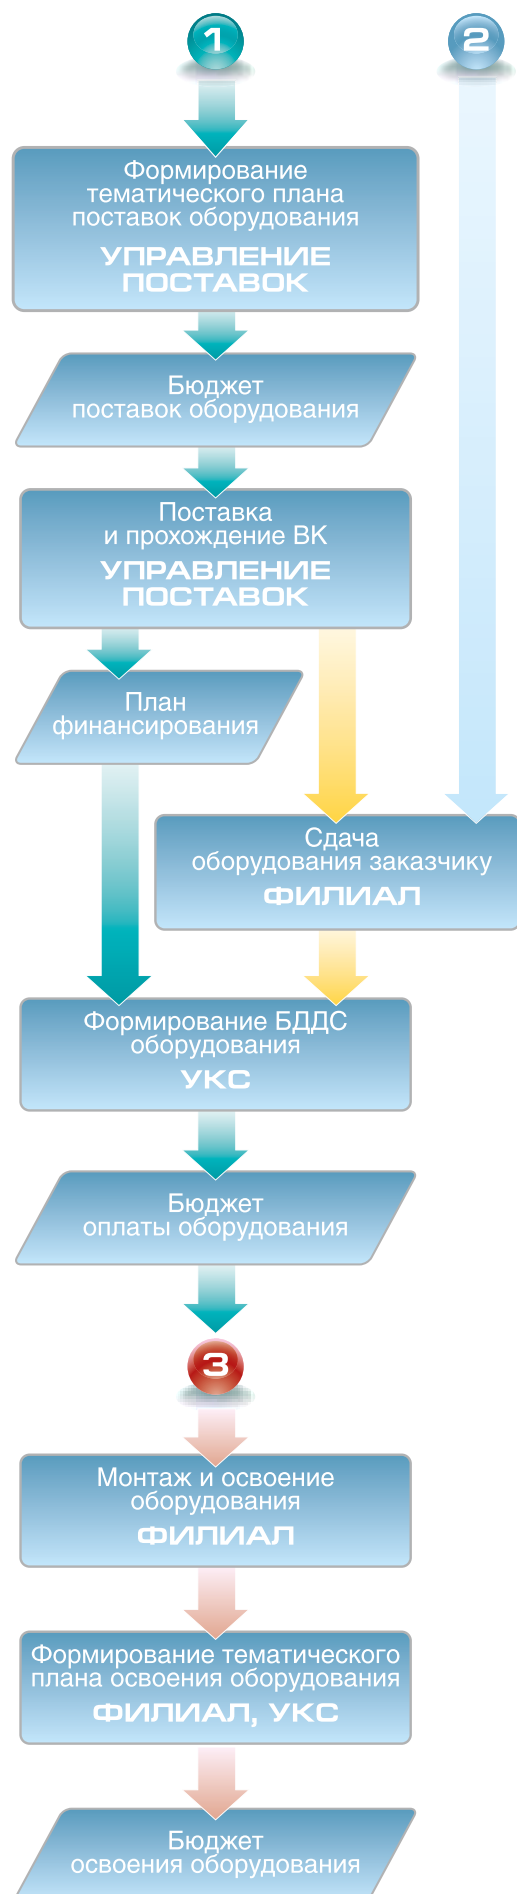 1
2
Формирование
тематического плана
поставок оборудования
УПРАВЛЕНИЕ
ПОСТАВОК
Бюджет
поставок оборудования
Поставка
и прохождение ВК
УПРАВЛЕНИЕ
ПОСТАВОК
План
финансирования
Сдача
оборудования заказчику
ФИЛИАЛ
Формирование БДДС
оборудования
УКС
Бюджет
оплаты оборудования
3
Монтаж и освоение
оборудования
ФИЛИАЛ
Формирование тематического
плана освоения оборудования
ФИЛИАЛ, УКС
Бюджет
освоения оборудования